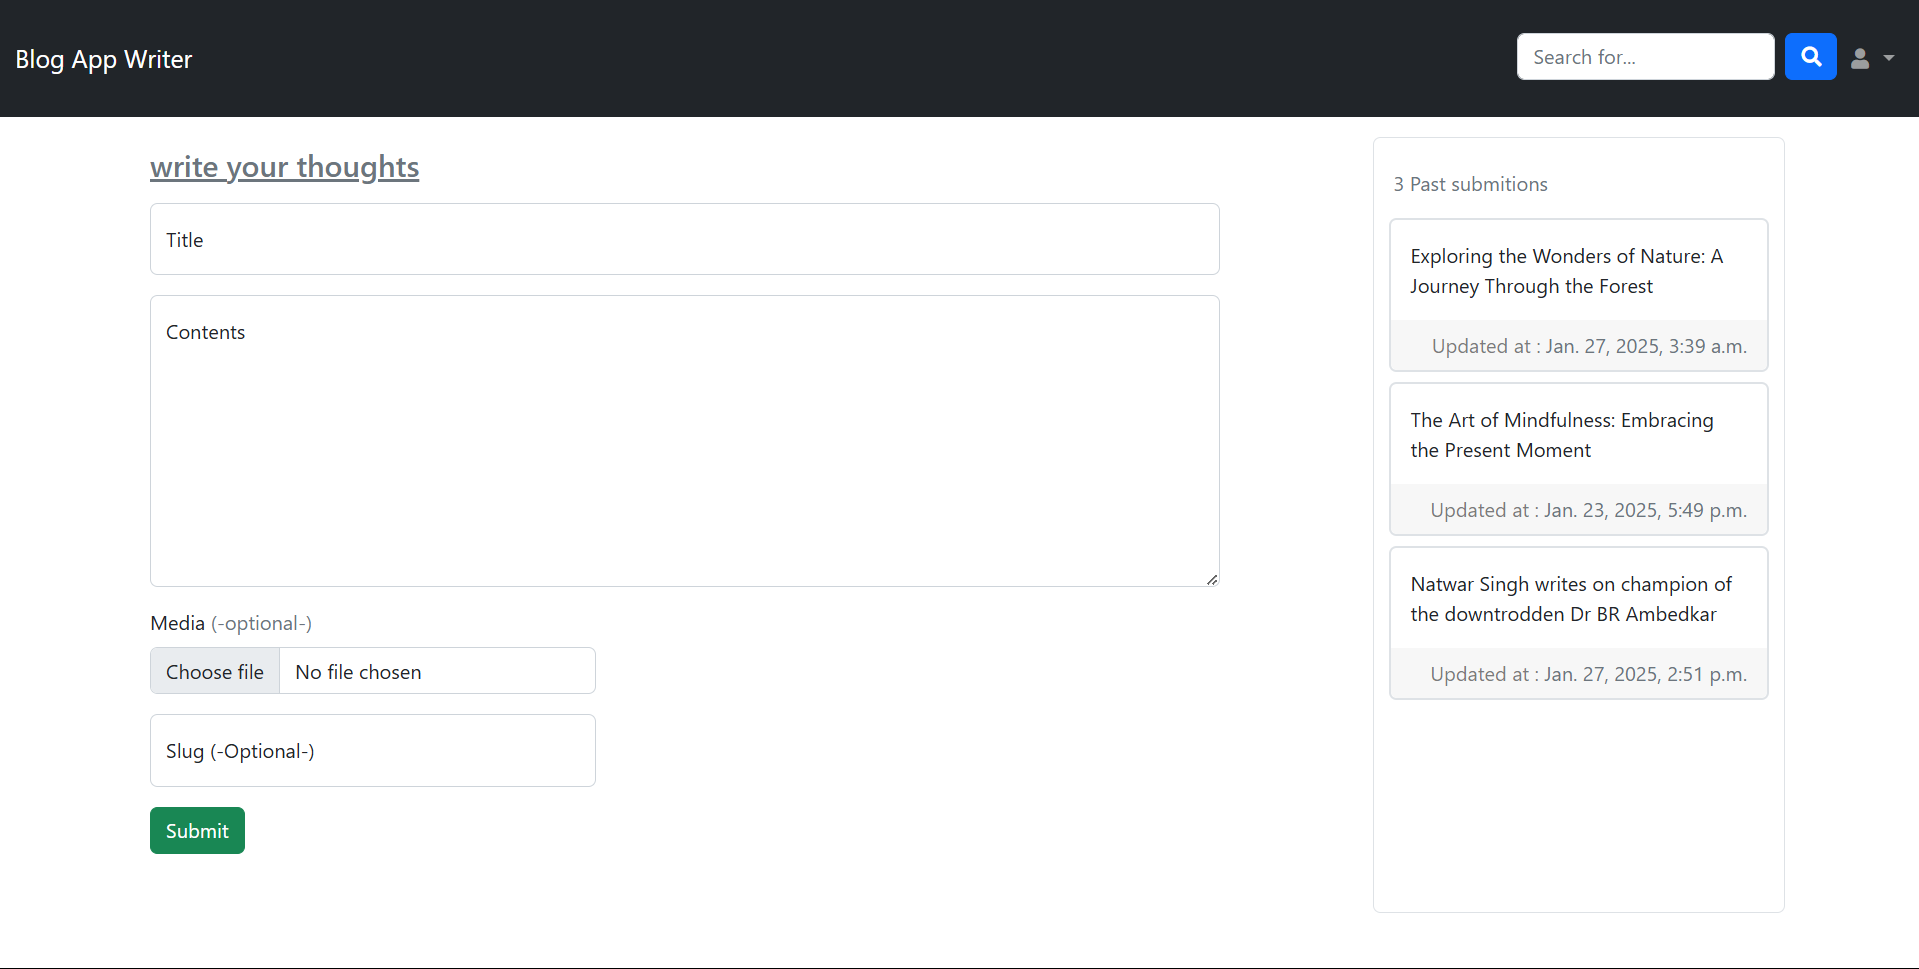 Blog App Writer
Search for...
write your thoughts
Title
Contents
Media (-optional-)
Choose file No file chosen
Slug (-Optional-)
Submit
3 Past submitions
Exploring the Wonders of Nature: A
Journey Through the Forest
Updated at : Jan. 27, 2025, 3:39 a.m.
The Art of Mindfulness: Embracing
the Present Moment
Updated at : Jan. 23, 2025, 5:49 p.m.
Natwar Singh writes on champion of
the downtrodden Dr BR Ambedkar
Updated at : Jan. 27, 2025, 2:51 p.m.